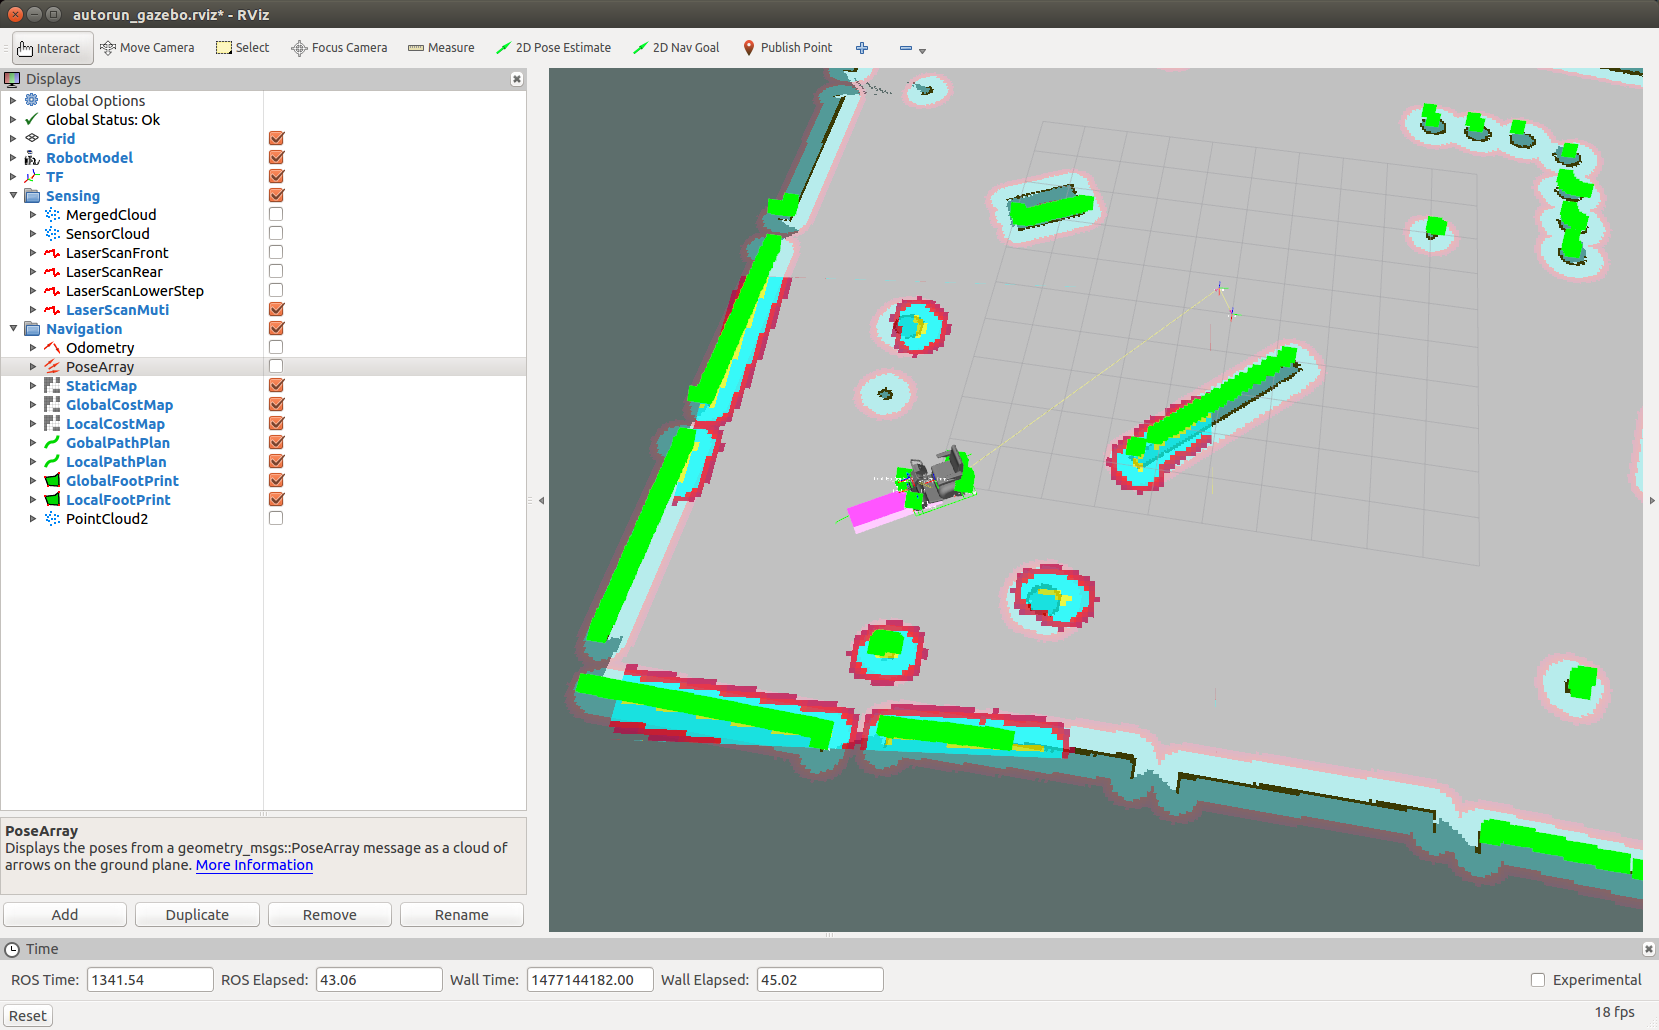 autorun_gazebo.rviz* - RViz
Interact Move Camera Select Focus Camera Measure 2D Pose Estimate 2D Nav Goal Publish Point
Displays
Global Options
Global Status: Ok
Grid
RobotModel
TF
Sensing
MergedCloud
SensorCloud
LaserScanFront
LaserScanRear
LaserScanLowerStep
LaserScanMuti
Navigation
Odometry
PoseArray
StaticMap
GlobalCostMap
LocalCostMap
GobalPathPlan
LocalPathPlan
GlobalFootPrint
LocalFootPrint
PointCloud2
PoseArray
Displays the poses from a geometry_msgs::PoseArray message as a cloud of
arrows on the ground plane. More Information
Add Duplicate Remove Rename
Time
ROS Time: 1341.54 ROS Elapsed: 43.06 Wall Time: 1477144182.00 Wall Elapsed: 45.02 Experimental
Reset 18 fps